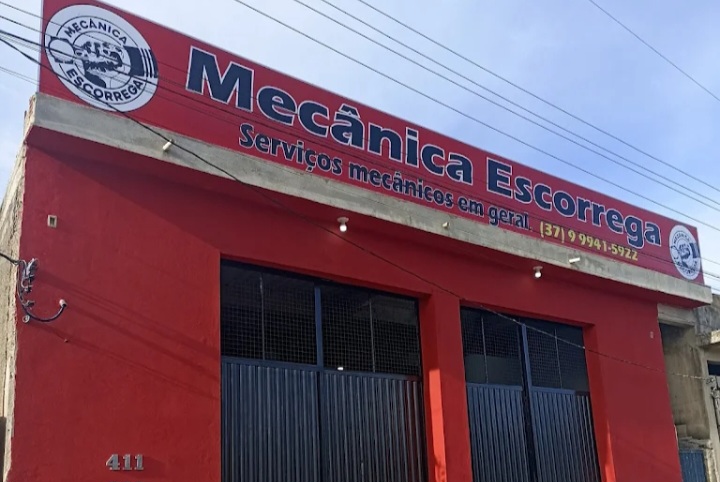 MECÂNICA
ESCORREGA
Mecânica Escorrega
Serviços mecânicos em geral. (37) 9 9941-5922
411